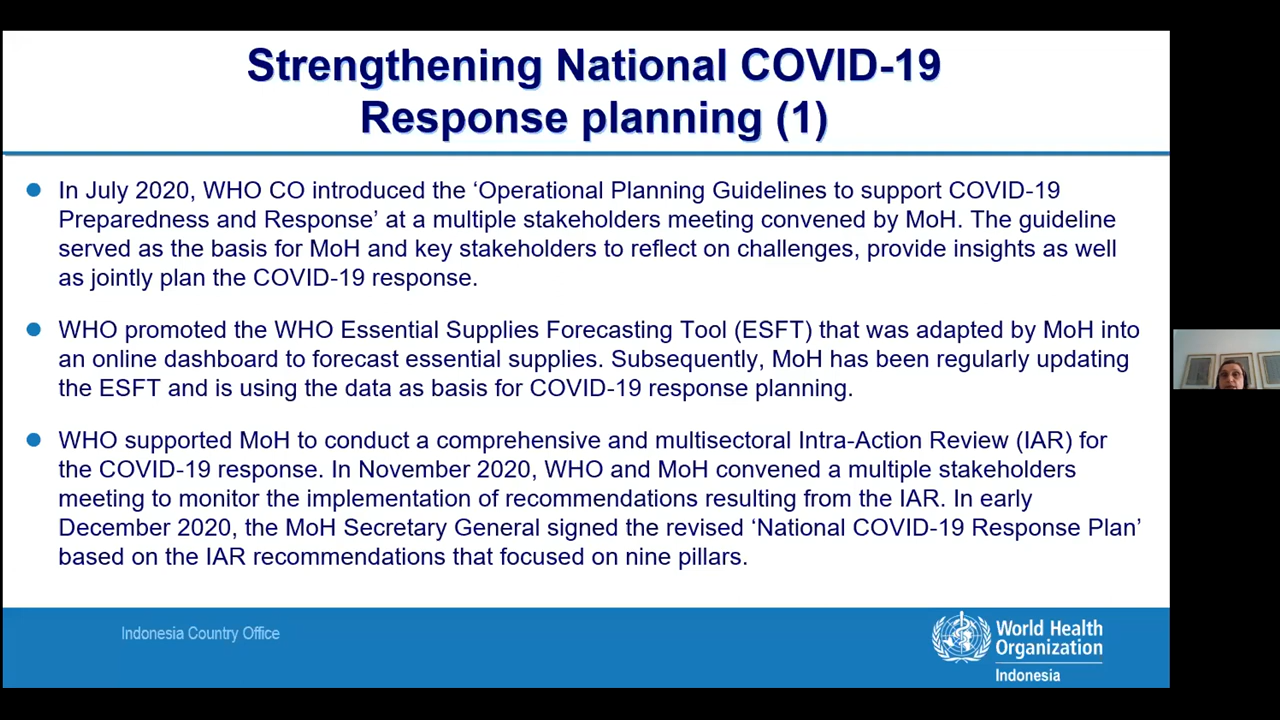 Strengthening National COVID-19
Response planning (1)
In July 2020, WHO CO introduced the ‘Operational Planning Guidelines to support COVID-19
Preparedness and Response’ at a multiple stakeholders meeting convened by MoH. The guideline
served as the basis for MoH and key stakeholders to reflect on challenges, provide insights as well
as jointly plan the COVID-19 response.
WHO promoted the WHO Essential Supplies Forecasting Tool (ESFT) that was adapted by MoH into
an online dashboard to forecast essential supplies. Subsequently, MoH has been regularly updating
the ESFT and is using the data as basis for COVID-19 response planning.
WHO supported MoH to conduct a comprehensive and multisectoral Intra-Action Review (IAR) for
the COVID-19 response. In November 2020, WHO and MoH convened a multiple stakeholders
meeting to monitor the implementation of recommendations resulting from the IAR. In early
December 2020, the MoH Secretary General signed the revised ‘National COVID-19 Response Plan’
based on the IAR recommendations that focused on nine pillars.
Indonesia Country Office
World Health
Organization
Indonesia